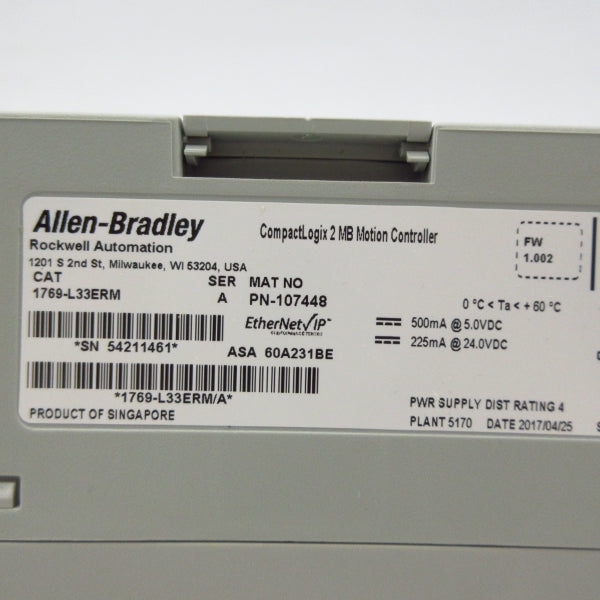 Allen-Bradley
Rockwell Automation
1201 S 2nd St, Milwaukee, WI 53204, USA
CompactLogix 2 MB Motion Controller
FW
1.002
CAT SER MAT NO
1769-L33ERM A PN-107448
0 °C < Ta < + 60 °C
EtherNet/IP™
500mA @ 5.0VDC
*SN 54211461*
ASA 60A231BE
225mA @ 24.0VDC
*1769-L33ERM/A*
PRODUCT OF SINGAPORE
PWR SUPPLY DIST RATING 4
PLANT 5170 DATE 2017/04/25